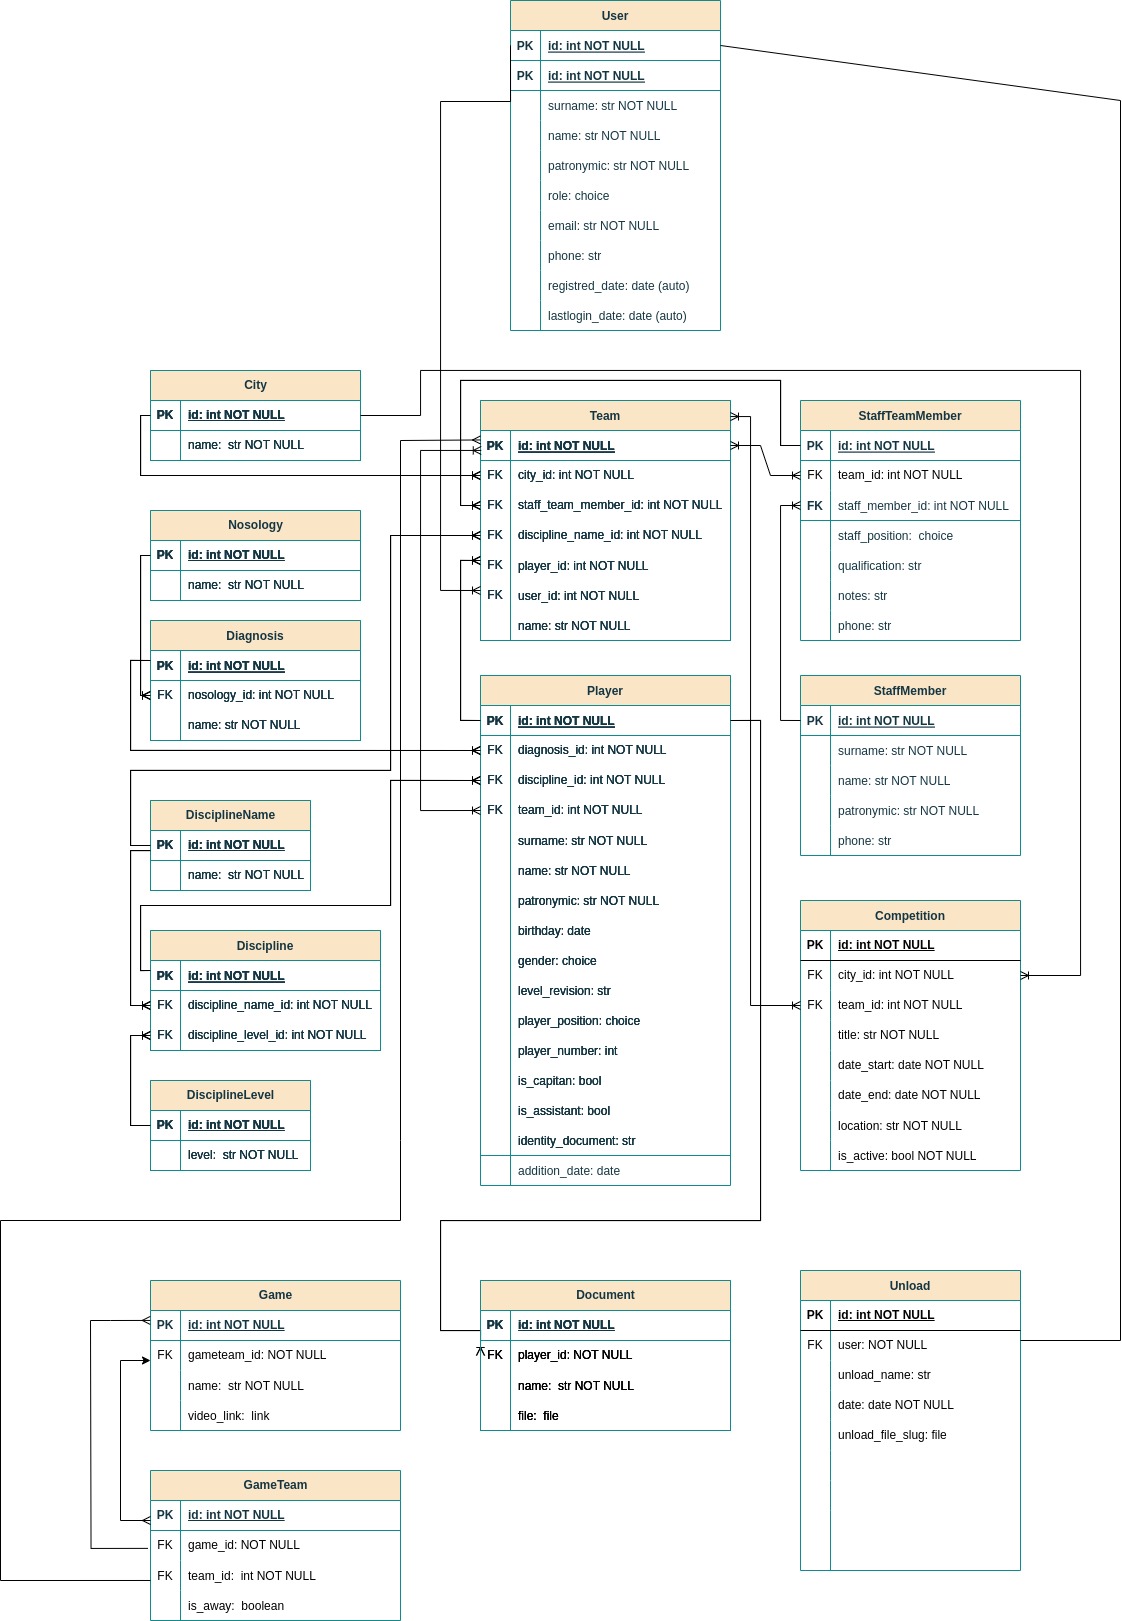 User
PK id: int NOT NULL
PK id: int NOT NULL
surname: str NOT NULL
name: str NOT NULL
patronymic: str NOT NULL
role: choice
email: str NOT NULL
phone: str
registred_date: date (auto)
lastlogin_date: date (auto)
City
PK id: int NOT NULL
name: str NOT NULL
Team
PK id: int NOT NULL
FK city_id: int NOT NULL
FK staff_team_member_id: int NOT NULL
FK discipline_name_id: int NOT NULL
FK player_id: int NOT NULL
FK user_id: int NOT NULL
name: str NOT NULL
StaffTeamMember
PK id: int NOT NULL
FK team_id: int NOT NULL
FK staff_member_id: int NOT NULL
staff_position: choice
qualification: str
notes: str
phone: str
Nosology
PK id: int NOT NULL
name: str NOT NULL
Diagnosis
PK id: int NOT NULL
FK nosology_id: int NOT NULL
name: str NOT NULL
Player
PK id: int NOT NULL
FK diagnosis_id: int NOT NULL
FK discipline_id: int NOT NULL
FK team_id: int NOT NULL
surname: str NOT NULL
name: str NOT NULL
patronymic: str NOT NULL
birthday: date
gender: choice
level_revision: str
player_position: choice
player_number: int
is_capitan: bool
is_assistant: bool
identity_document: str
addition_date: date
StaffMember
PK id: int NOT NULL
surname: str NOT NULL
name: str NOT NULL
patronymic: str NOT NULL
phone: str
DisciplineName
PK id: int NOT NULL
name: str NOT NULL
Discipline
PK id: int NOT NULL
FK discipline_name_id: int NOT NULL
FK discipline_level_id: int NOT NULL
DisciplineLevel
PK id: int NOT NULL
level: str NOT NULL
Competition
PK id: int NOT NULL
FK city_id: int NOT NULL
FK team_id: int NOT NULL
title: str NOT NULL
date_start: date NOT NULL
date_end: date NOT NULL
location: str NOT NULL
is_active: bool NOT NULL
Game
PK id: int NOT NULL
FK gameteam_id: NOT NULL
name: str NOT NULL
video_link: link
Document
PK id: int NOT NULL
FK player_id: NOT NULL
name: str NOT NULL
file: file
Unload
PK id: int NOT NULL
FK user: NOT NULL
unload_name: str
date: date NOT NULL
unload_file_slug: file
GameTeam
PK id: int NOT NULL
FK game_id: NOT NULL
FK team_id: int NOT NULL
is_away: boolean